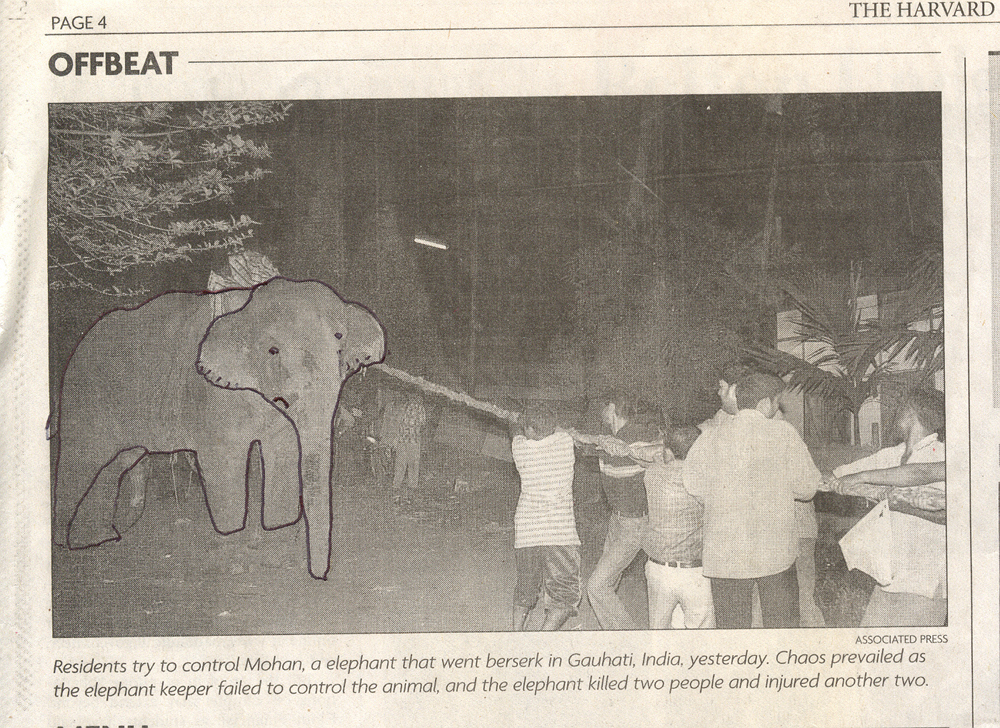 PAGE 4
THE HARVARD
OFFBEAT
ASSOCIATED PRESS
Residents try to control Mohan, a elephant that went berserk in Gauhati, India, yesterday. Chaos prevailed as
the elephant keeper failed to control the animal, and the elephant killed two people and injured another two.